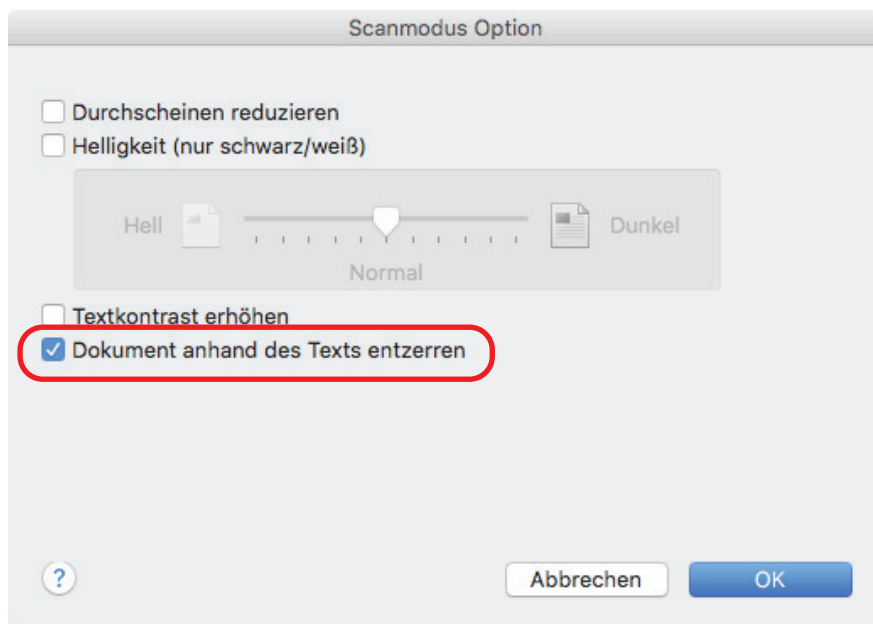 Scanmodus Option
Durchscheinen reduzieren
Helligkeit (nur schwarz/weiß)
Hell Dunkel
Normal
Textkontrast erhöhen
Dokument anhand des Texts entzerren
? Abbrechen OK